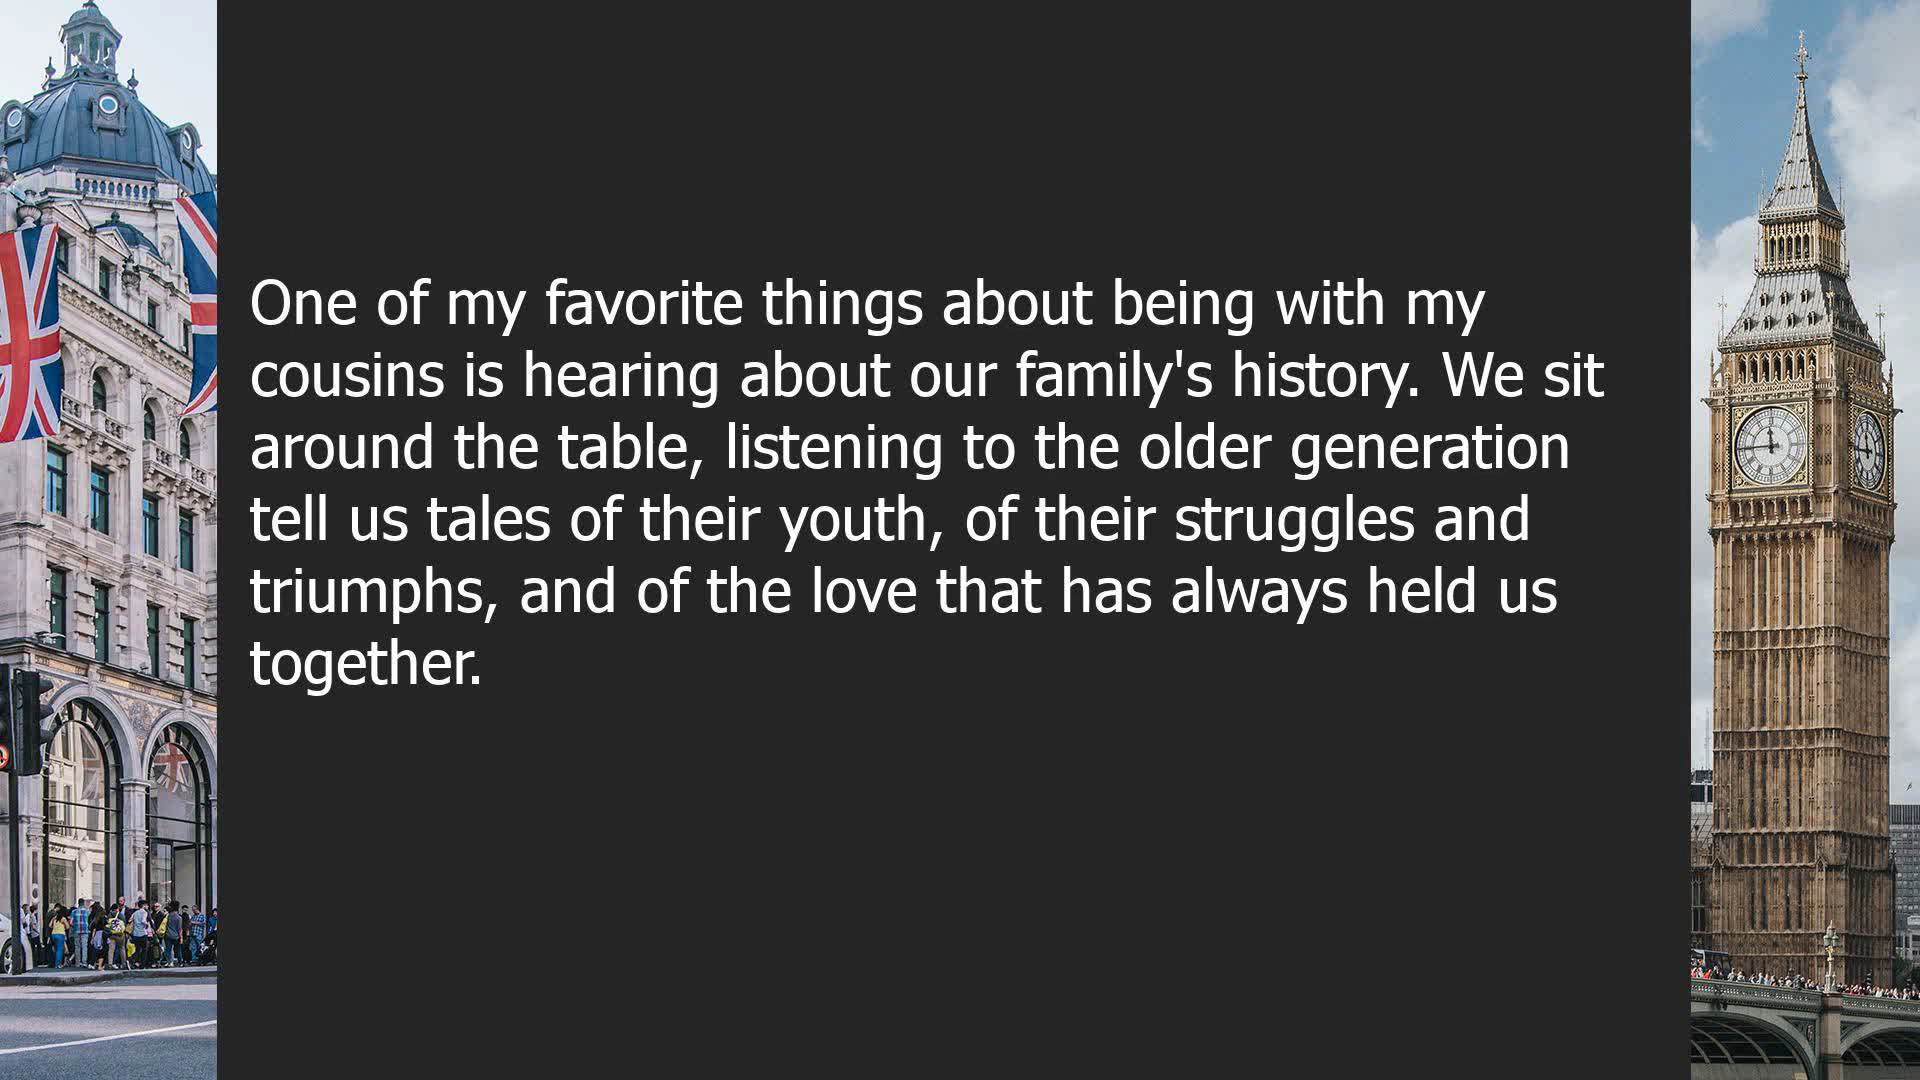 One of my favorite things about being with my
cousins is hearing about our family's history. We sit
around the table, listening to the older generation
tell us tales of their youth, of their struggles and
triumphs, and of the love that has always held us
together.